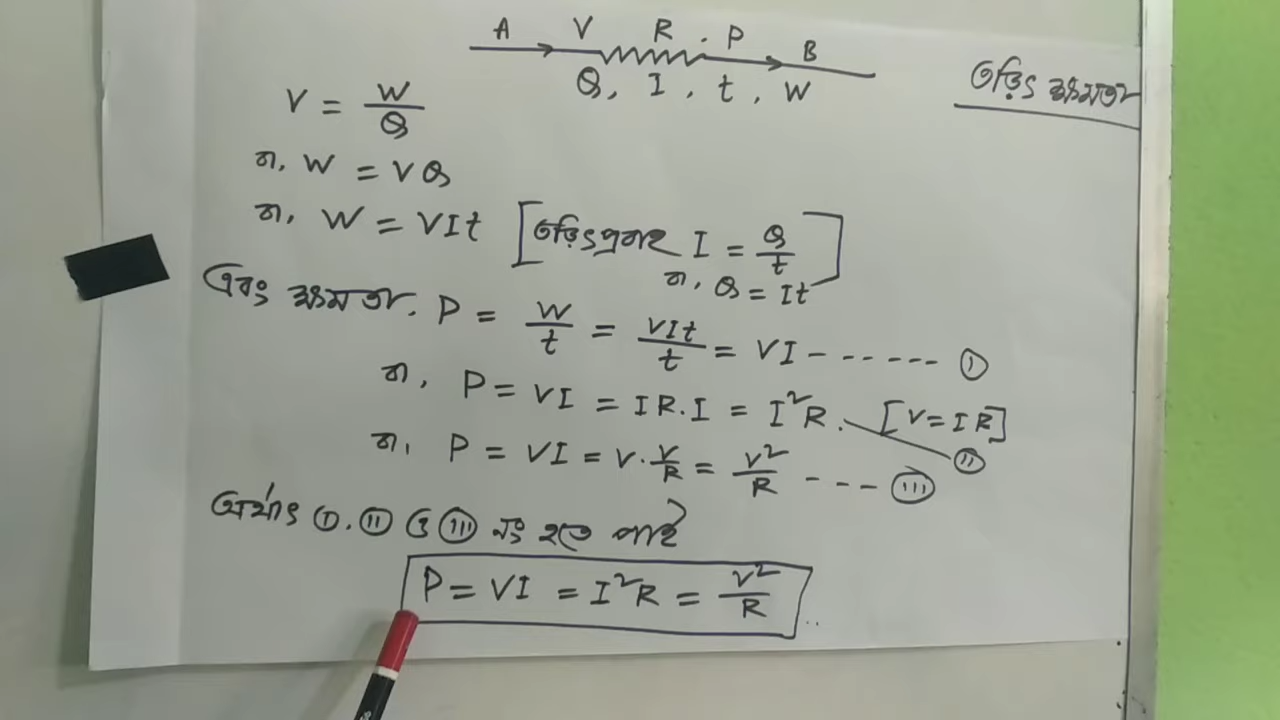 A V R . P B
Q, I, t, W
তড়িৎ ক্ষমতা
V = W/Q
বা, W = VQ
বা, W = VIt [তড়িৎপ্রবাহ I = Q/t
বা, Q = It]
এবং ক্ষমতা, P = W/t = VIt/t = VI ------ (i)
বা, P = VI = IR.I = I²R. [V = IR]
(ii)
বা, P = VI = V.V/R = V²/R --- (iii)
অর্থাৎ (i), (ii) ও (iii) নং হতে পাই
P = VI = I²R = V²/R